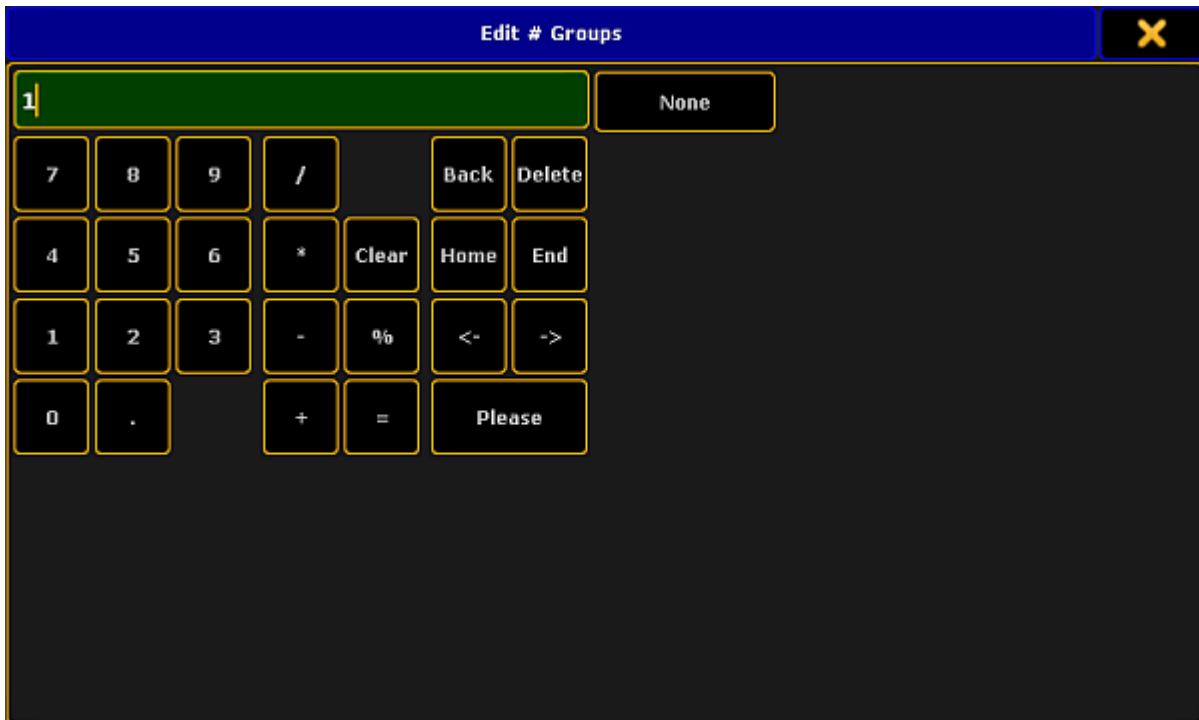 Edit # Groups
1 None
7 8 9 / Back Delete
4 5 6 * Clear Home End
1 2 3 - % <- ->
0 . + = Please